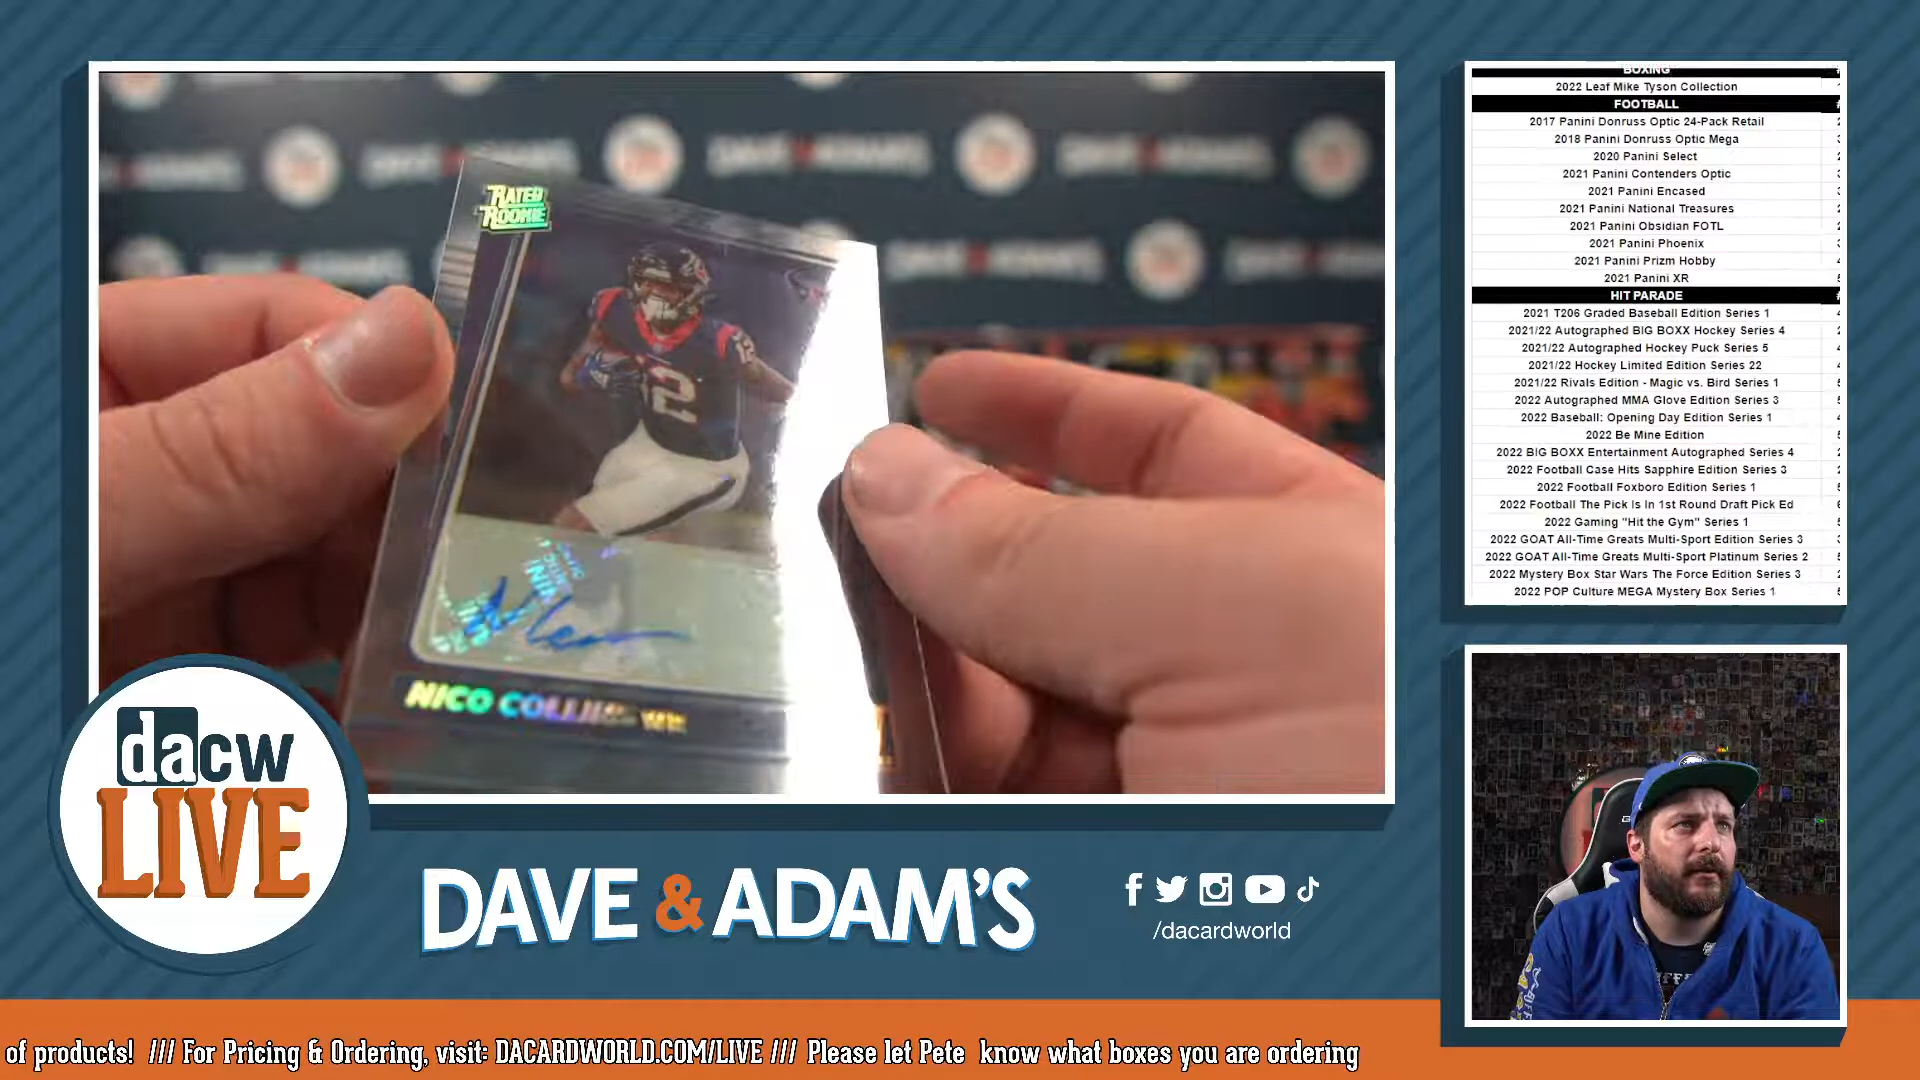 RATED
ROOKIE
12
NICO COLLINS WR
BOXING
2022 Leaf Mike Tyson Collection
FOOTBALL
2017 Panini Donruss Optic 24-Pack Retail
2018 Panini Donruss Optic Mega
2020 Panini Select
2021 Panini Contenders Optic
2021 Panini Encased
2021 Panini National Treasures
2021 Panini Obsidian FOTL
2021 Panini Phoenix
2021 Panini Prizm Hobby
2021 Panini XR
HIT PARADE
2021 T206 Graded Baseball Edition Series 1
2021/22 Autographed BIG BOXX Hockey Series 4
2021/22 Autographed Hockey Puck Series 5
2021/22 Hockey Limited Edition Series 22
2021/22 Rivals Edition - Magic vs. Bird Series 1
2022 Autographed MMA Glove Edition Series 3
2022 Baseball: Opening Day Edition Series 1
2022 Be Mine Edition
2022 BIG BOXX Entertainment Autographed Series 4
2022 Football Case Hits Sapphire Edition Series 3
2022 Football Foxboro Edition Series 1
2022 Football The Pick Is In 1st Round Draft Pick Ed
2022 Gaming "Hit the Gym" Series 1
2022 GOAT All-Time Greats Multi-Sport Edition Series 3
2022 GOAT All-Time Greats Multi-Sport Platinum Series 2
2022 Mystery Box Star Wars The Force Edition Series 3
2022 POP Culture MEGA Mystery Box Series 1
dacw
LIVE
DAVE & ADAM'S
/dacardworld
of products! /// For Pricing & Ordering, visit: DACARDWORLD.COM/LIVE /// Please let Pete know what boxes you are ordering